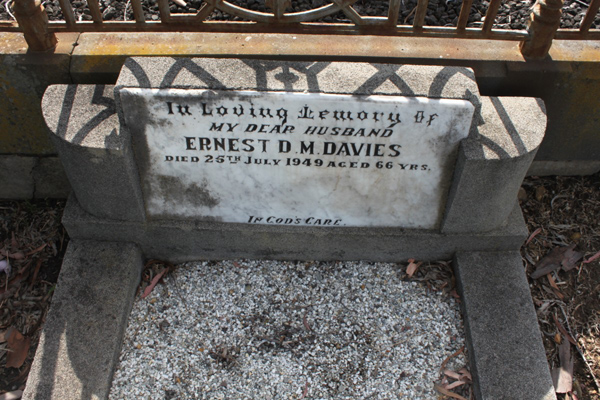 In Loving Memory Of
MY DEAR HUSBAND
ERNEST D.M. DAVIES
DIED 25TH JULY 1949 AGED 66 YRS.
IN GOD'S CARE.